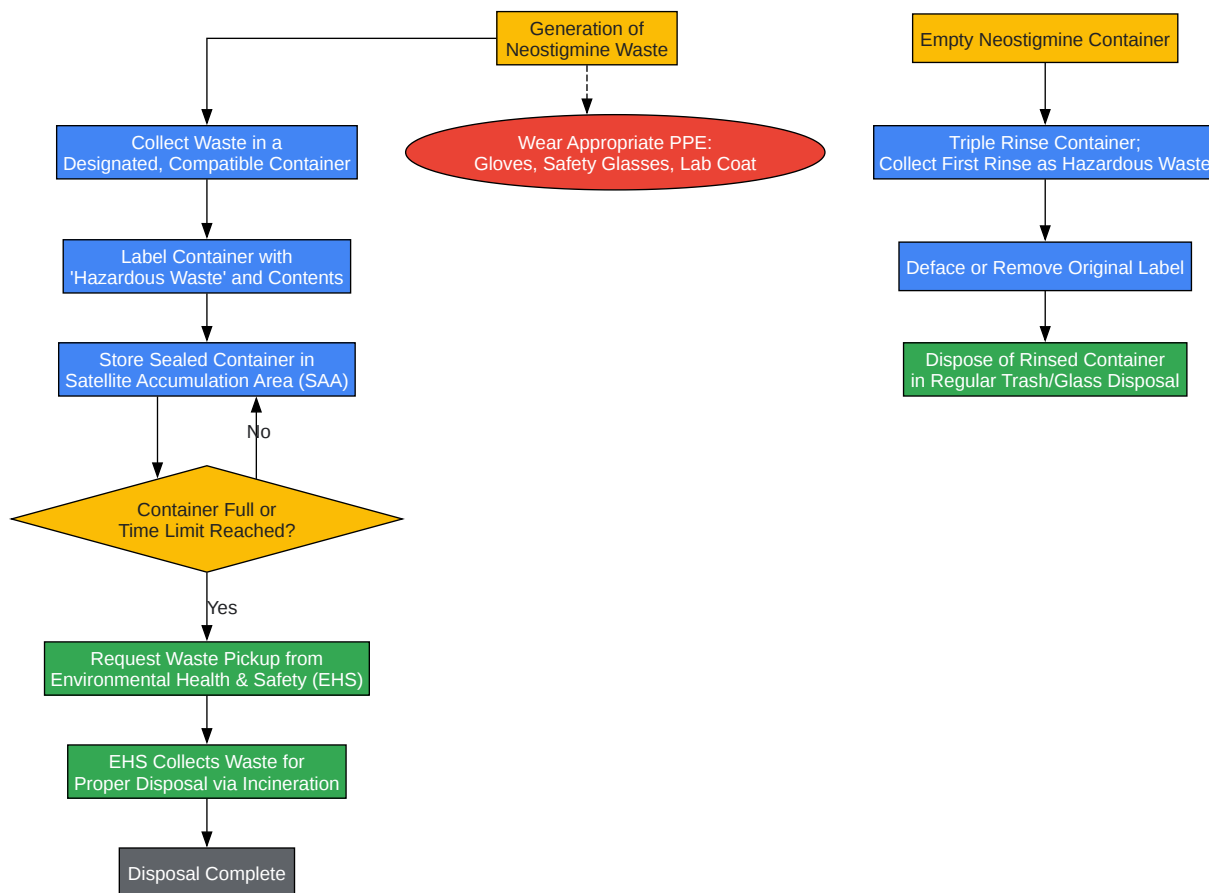 Generation of
Neostigmine Waste
Empty Neostigmine Container
Collect Waste in a
Designated, Compatible Container
Wear Appropriate PPE:
Gloves, Safety Glasses, Lab Coat
Triple Rinse Container;
Collect First Rinse as Hazardous Waste
Label Container with
'Hazardous Waste' and Contents
Deface or Remove Original Label
Store Sealed Container in
Satellite Accumulation Area (SAA)
Dispose of Rinsed Container
in Regular Trash/Glass Disposal
No
Container Full or
Time Limit Reached?
Yes
Request Waste Pickup from
Environmental Health & Safety (EHS)
EHS Collects Waste for
Proper Disposal via Incineration
Disposal Complete